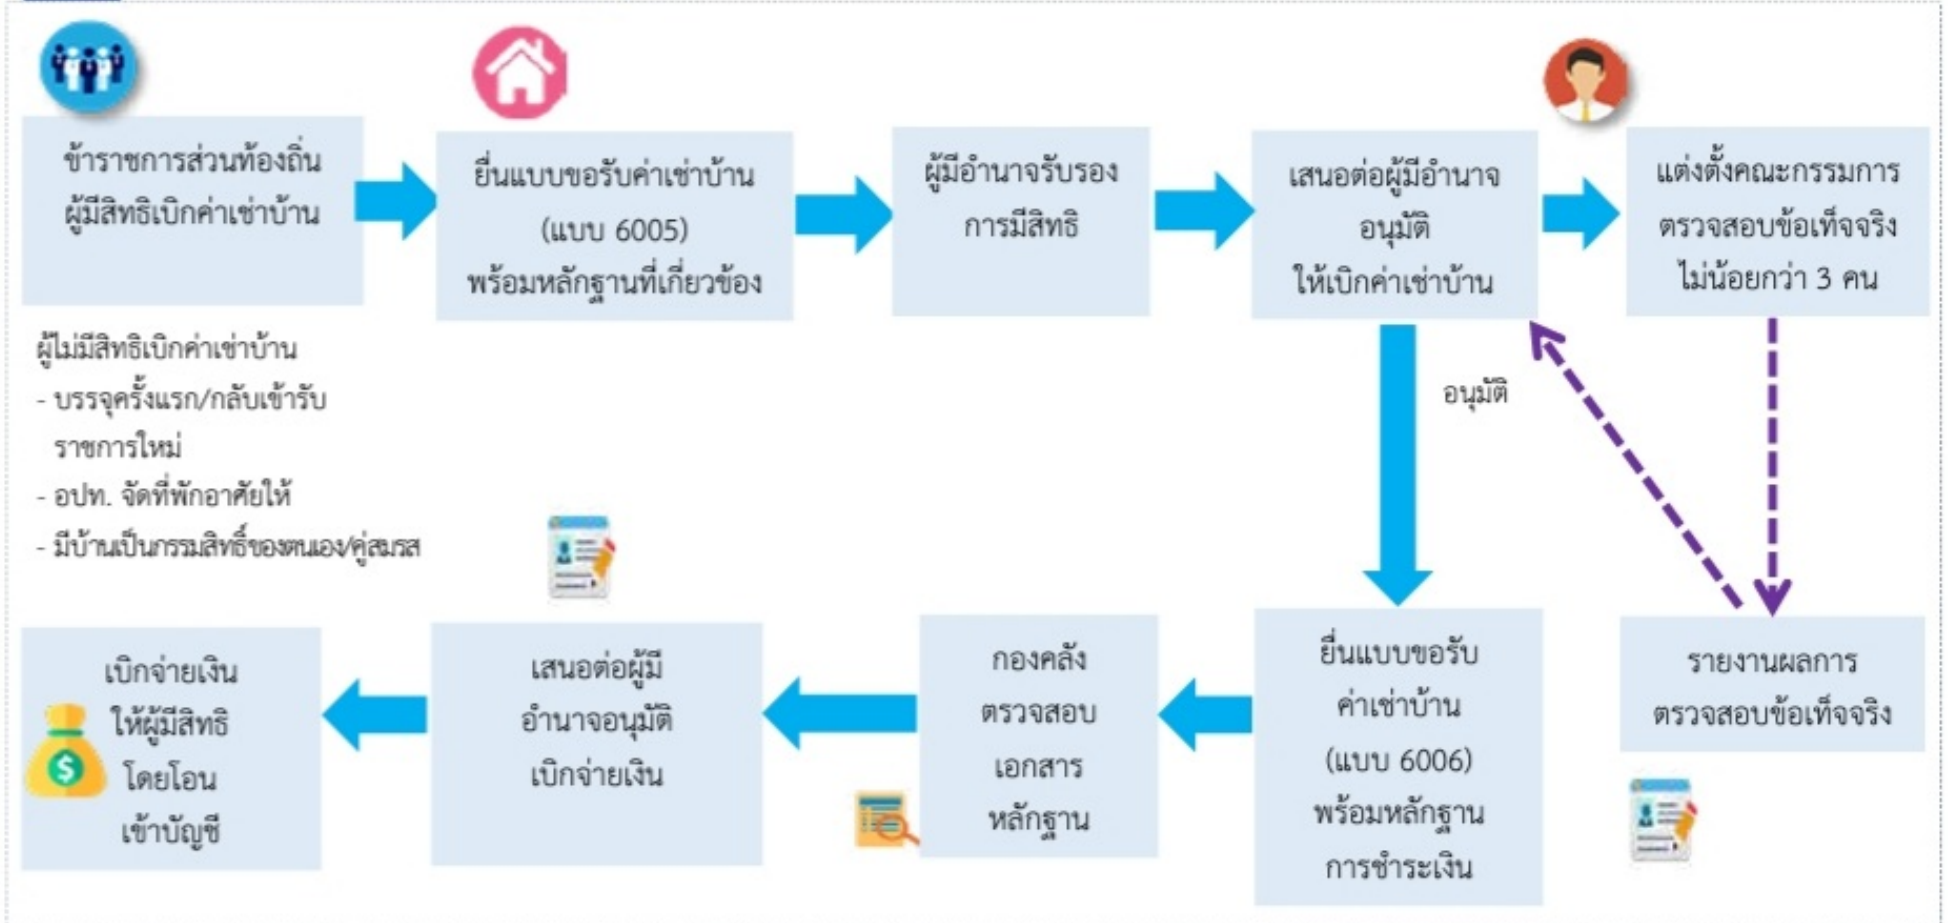 ข้าราชการส่วนท้องถิ่น
ผู้มีสิทธิเบิกค่าเช่าบ้าน
ยื่นแบบขอรับค่าเช่าบ้าน
(แบบ 6005)
พร้อมหลักฐานที่เกี่ยวข้อง
ผู้มีอำนาจรับรอง
การมีสิทธิ
เสนอต่อผู้มีอำนาจ
อนุมัติ
ให้เบิกค่าเช่าบ้าน
แต่งตั้งคณะกรรมการ
ตรวจสอบข้อเท็จจริง
ไม่น้อยกว่า 3 คน
ผู้ไม่มีสิทธิเบิกค่าเช่าบ้าน
- บรรจุครั้งแรก/กลับเข้ารับ
ราชการใหม่
- อปท. จัดที่พักอาศัยให้
- มีบ้านเป็นกรรมสิทธิ์ของตนเอง/คู่สมรส
อนุมัติ
รายงานผลการ
ตรวจสอบข้อเท็จจริง
ยื่นแบบขอรับ
ค่าเช่าบ้าน
(แบบ 6006)
พร้อมหลักฐาน
การชำระเงิน
กองคลัง
ตรวจสอบ
เอกสาร
หลักฐาน
เสนอต่อผู้มี
อำนาจอนุมัติ
เบิกจ่ายเงิน
เบิกจ่ายเงิน
ให้ผู้มีสิทธิ
โดยโอน
เข้าบัญชี